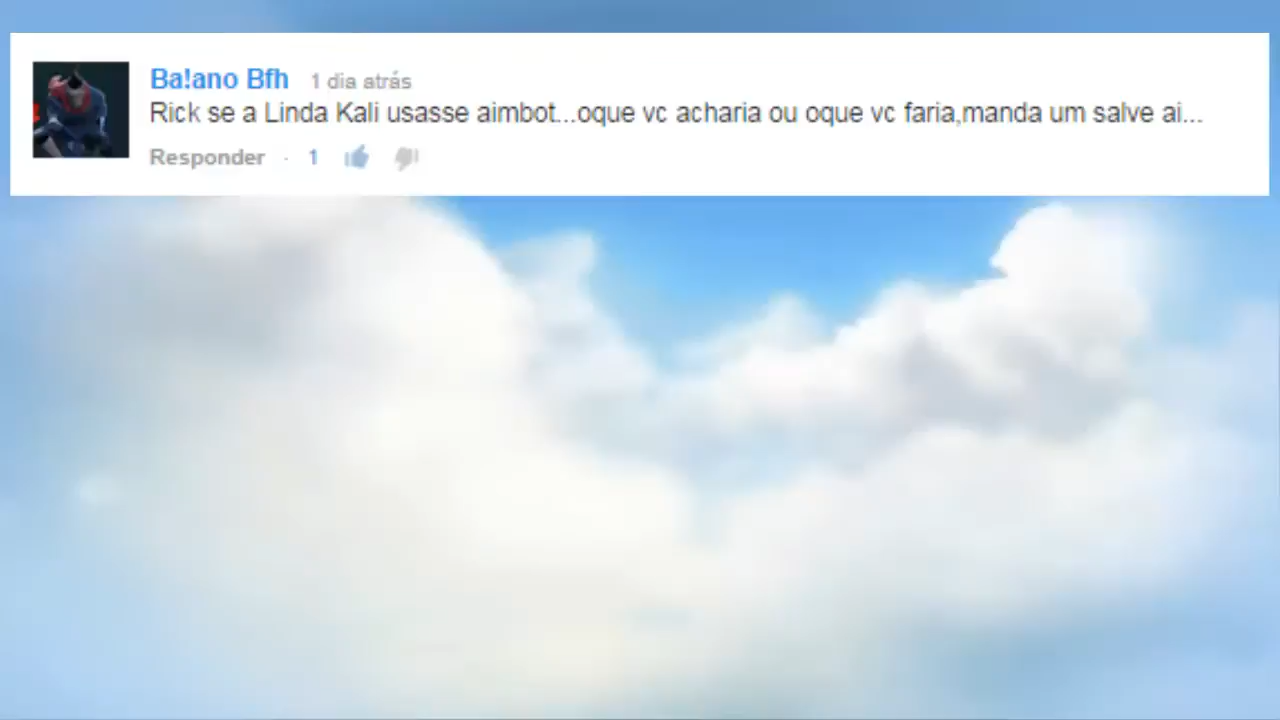 Ba!ano Bfh 1 dia atrás
Rick se a Linda Kali usasse aimbot...oque vc acharia ou oque vc faria,manda um salve ai...
Responder · 1